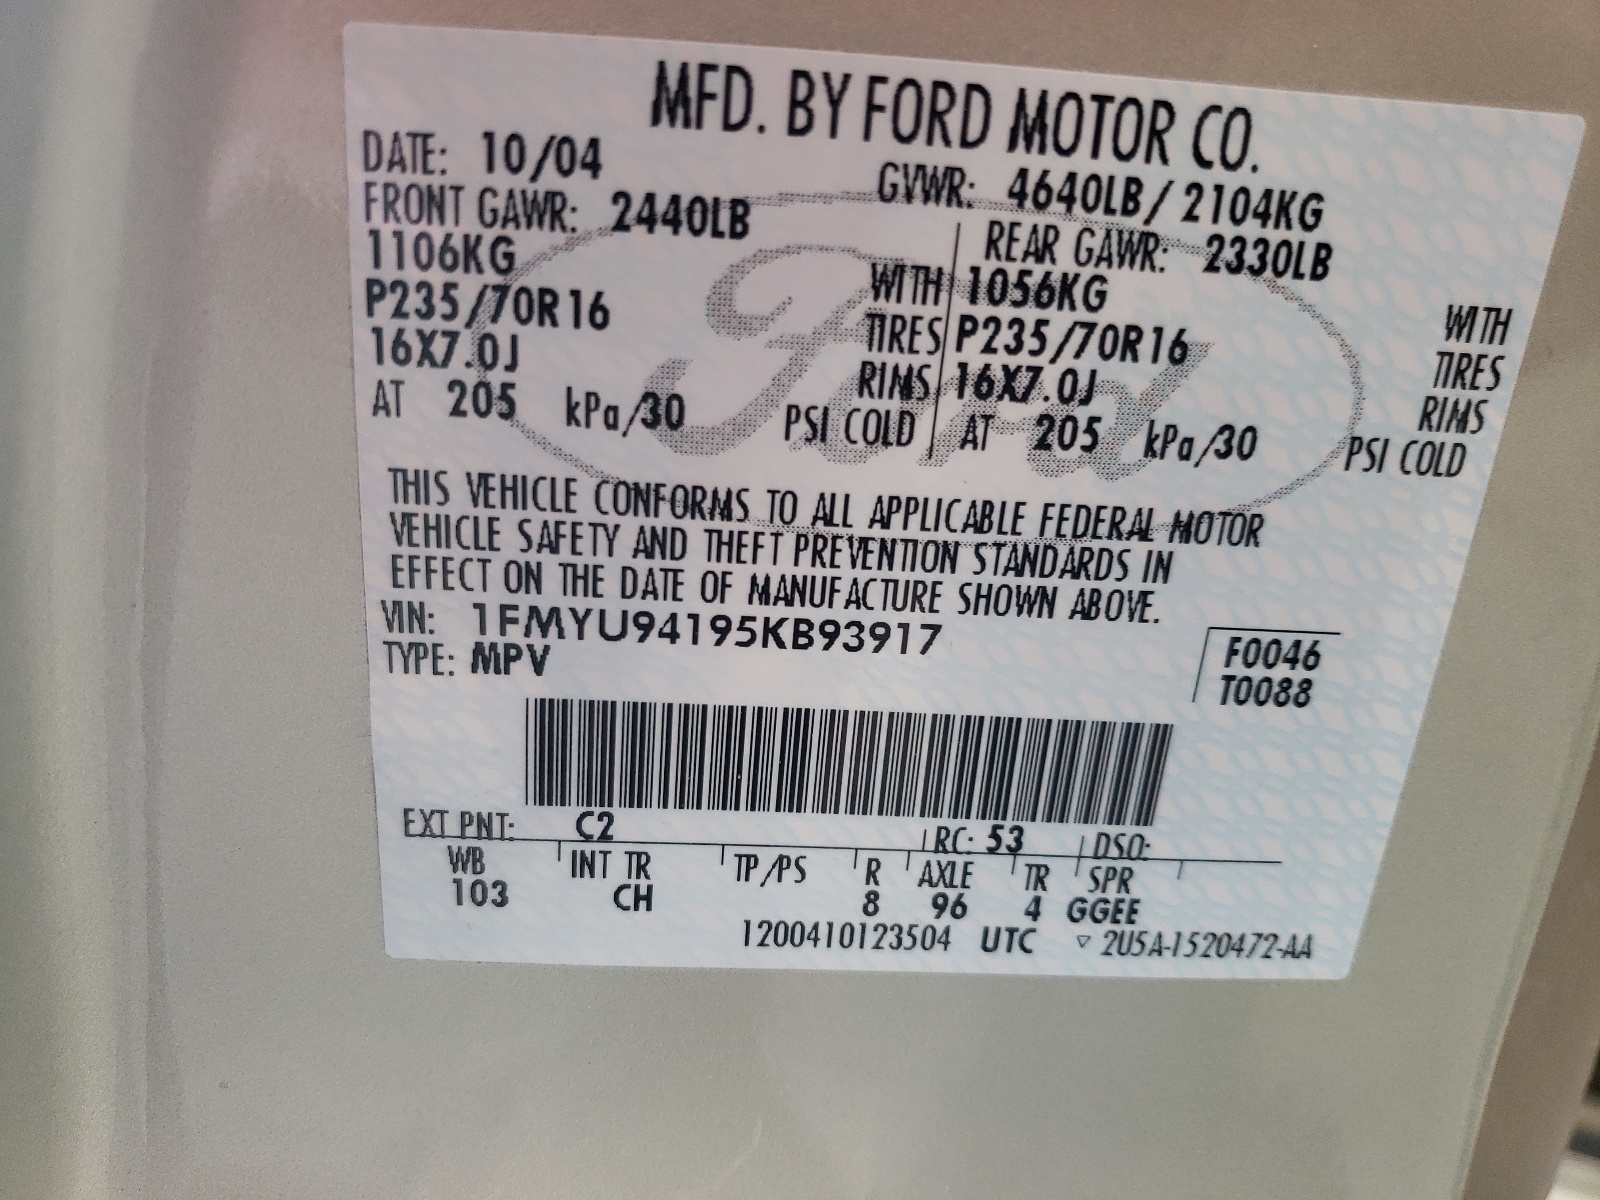 MFD. BY FORD MOTOR CO.
DATE: 10/04 GVWR: 4640LB / 2104KG
FRONT GAWR: 2440LB REAR GAWR: 2330LB
1106KG WITH 1056KG WITH
P235/70R16 TIRES P235/70R16 TIRES
16X7.0J RIMS 16X7.0J RIMS
AT 205 kPa/30 PSI COLD AT 205 kPa/30 PSI COLD
Ford
THIS VEHICLE CONFORMS TO ALL APPLICABLE FEDERAL MOTOR
VEHICLE SAFETY AND THEFT PREVENTION STANDARDS IN
EFFECT ON THE DATE OF MANUFACTURE SHOWN ABOVE.
VIN: 1FMYU94195KB93917 F0046
TYPE: MPV T0088
EXT PNT: C2 RC: 53 DSO:
WB INT TR TP/PS R AXLE TR SPR
103 CH 8 96 4 GGEE
1200410123504 UTC ▽ 2U5A-1520472-AA